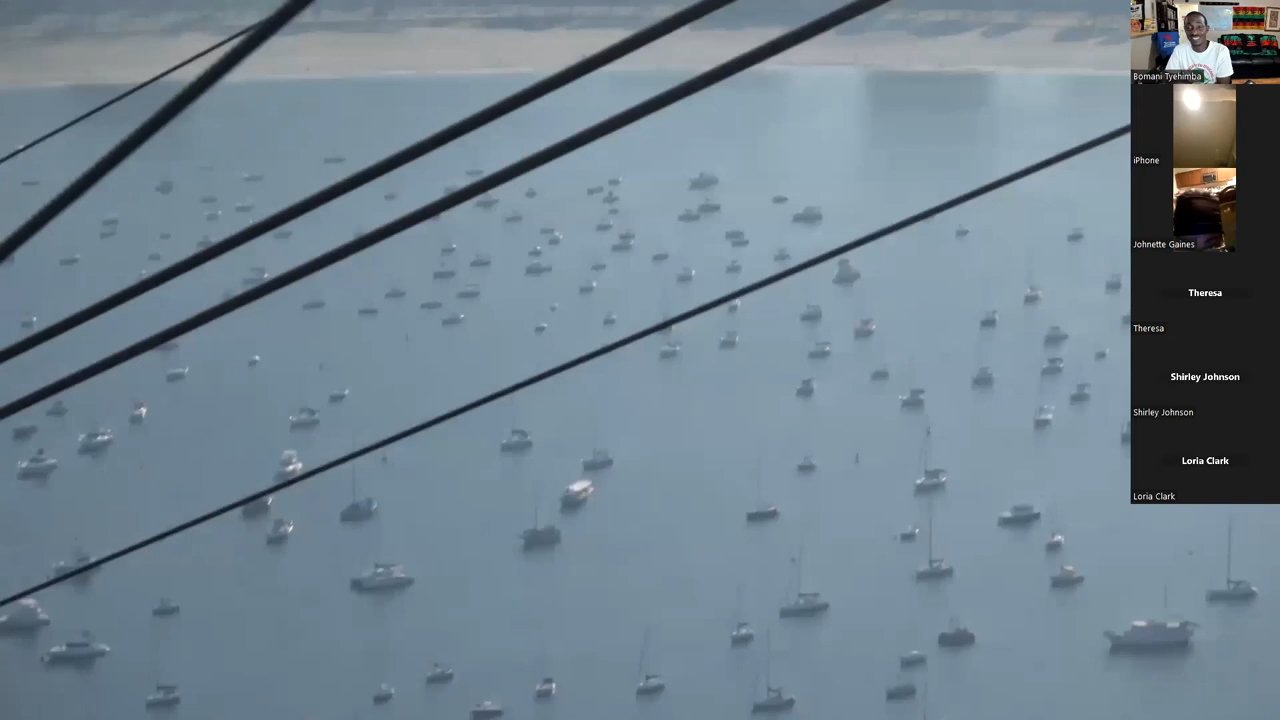 Bomani Tyehimba
iPhone
Johnette Gaines
Theresa
Theresa
Shirley Johnson
Shirley Johnson
Loria Clark
Loria Clark